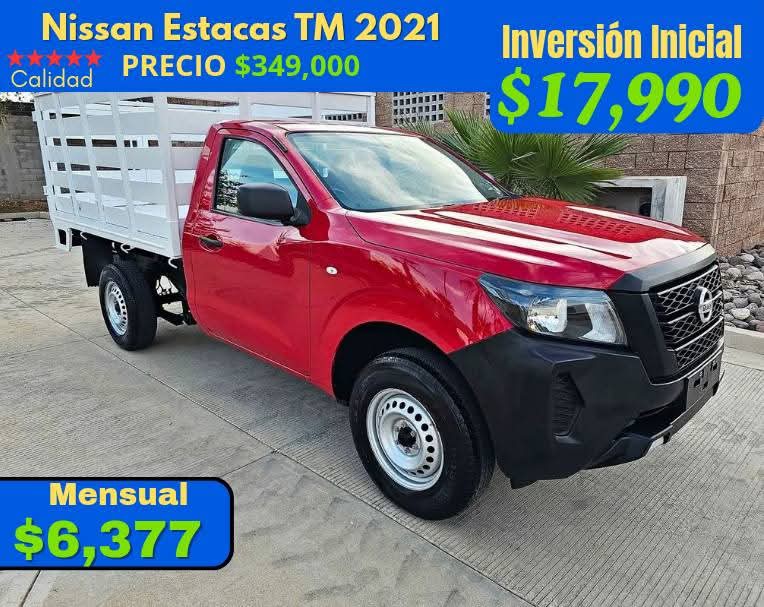 Nissan Estacas TM 2021
Calidad
PRECIO $349,000
Inversión Inicial
$17,990
Mensual
$6,377